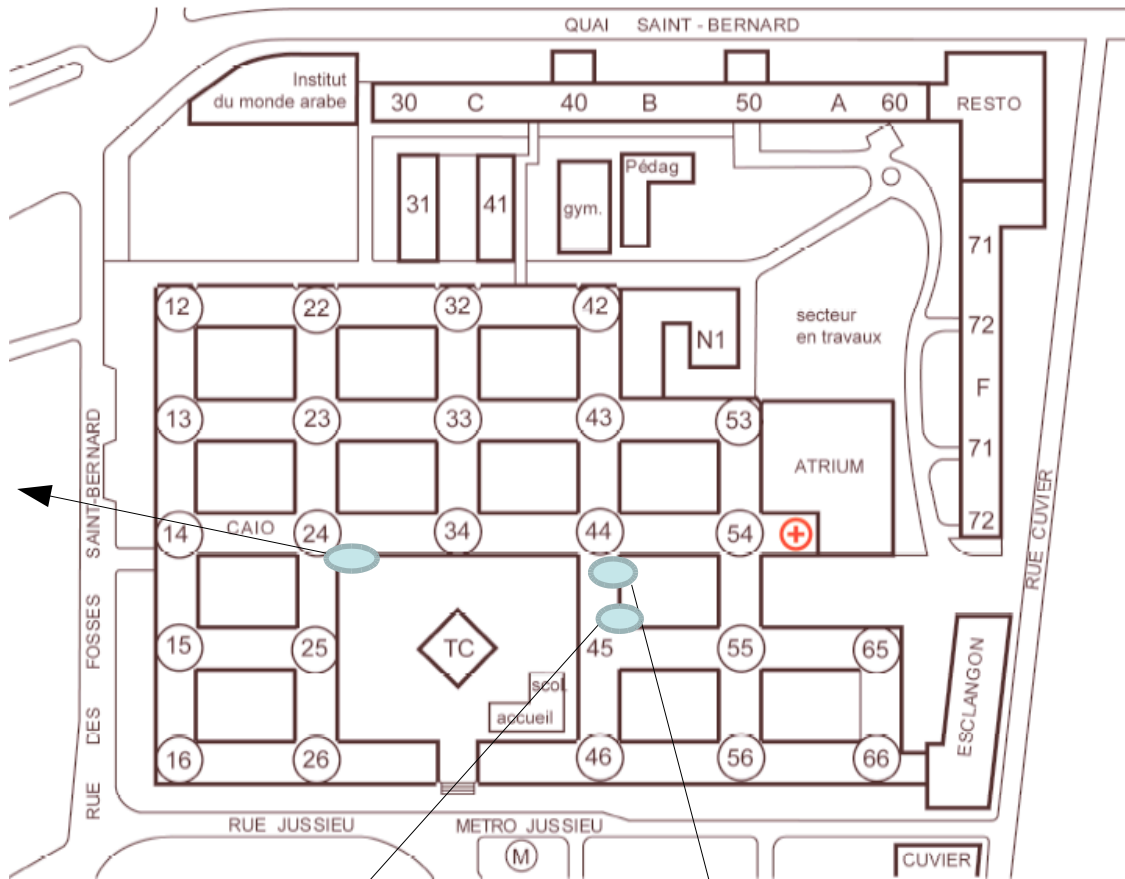 QUAI SAINT-BERNARD
Institut
du monde arabe
30 C 40 B 50 A 60
RESTO
Pédag
31 41 gym.
71
12 22 32 42
secteur
en travaux
72
N1
F
13 23 33 43 53
71
ATRIUM
72
CAIO
14 24 34 44 54
15 25 TC 45 55 65
scol.
accueil
16 26 46 56 66
ESCLANGON
RUE DES FOSSES SAINT-BERNARD
RUE CUVIER
RUE JUSSIEU
METRO JUSSIEU
M
CUVIER